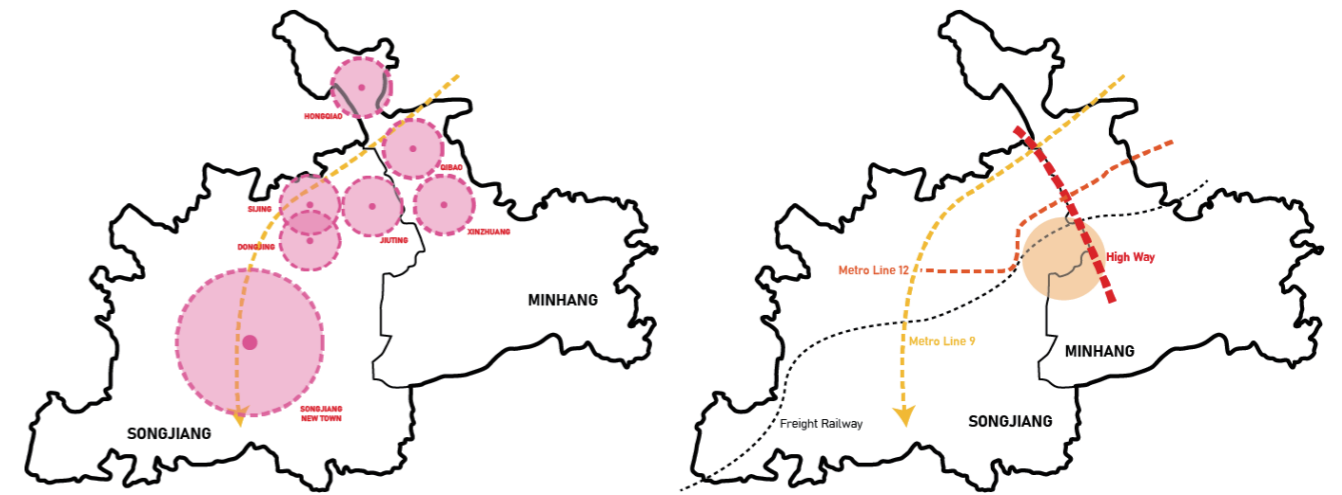 HONGQIAO
QIBAO
SIJING
XINZHUANG
JIUTING
DONGJING
MINHANG
SONGJIANG
NEW TOWN
SONGJIANG
High Way
Metro Line 12
Metro Line 9
MINHANG
Freight Railway
SONGJIANG